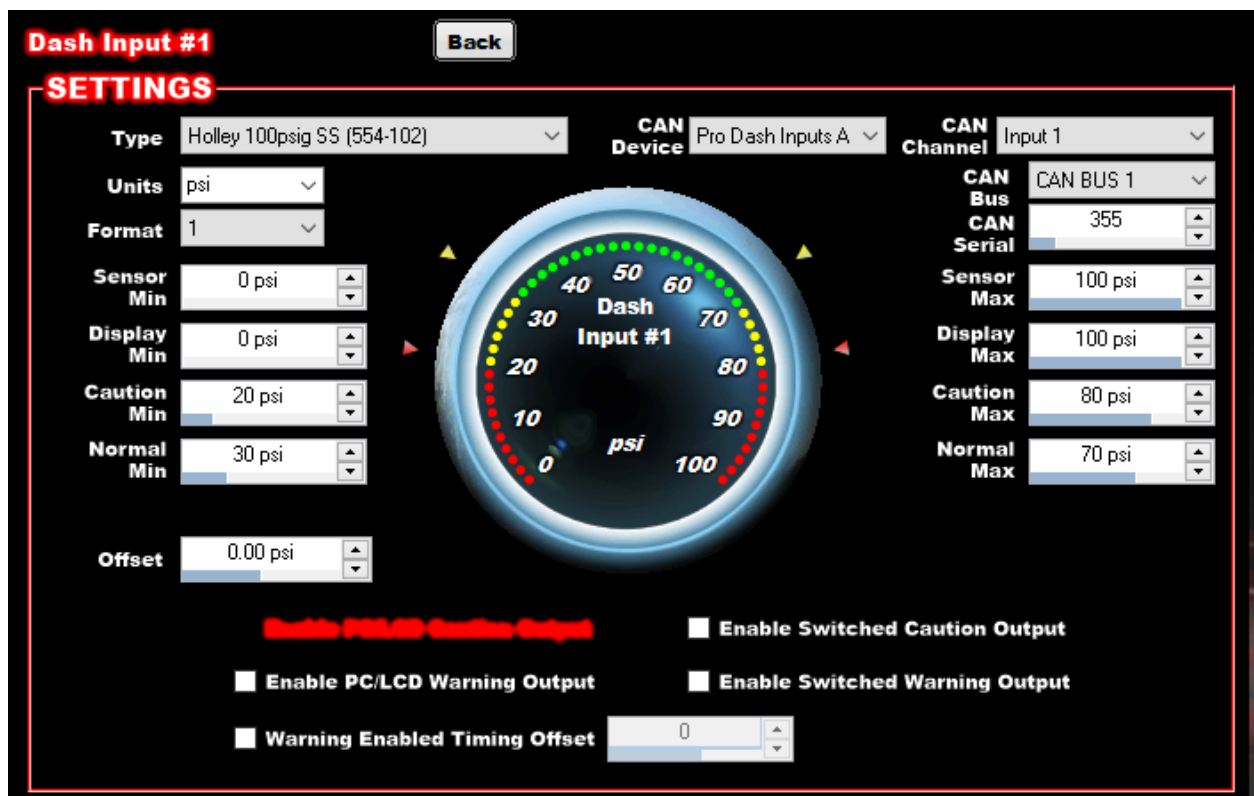 Dash Input #1
Back
SETTINGS
Type
Holley 100psig SS (554-102)
CAN
Device
Pro Dash Inputs A
CAN
Channel
Input 1
Units
psi
CAN
Bus
CAN BUS 1
Format
1
CAN
Serial
355
Sensor
Min
0 psi
Sensor
Max
100 psi
Display
Min
0 psi
Display
Max
100 psi
Caution
Min
20 psi
Caution
Max
80 psi
Normal
Min
30 psi
Normal
Max
70 psi
50
40
60
Dash
30
70
Input #1
20
80
10
90
psi
0
100
Offset
0.00 psi
Enable PC/LCD Caution Output
Enable Switched Caution Output
Enable PC/LCD Warning Output
Enable Switched Warning Output
Warning Enabled Timing Offset
0